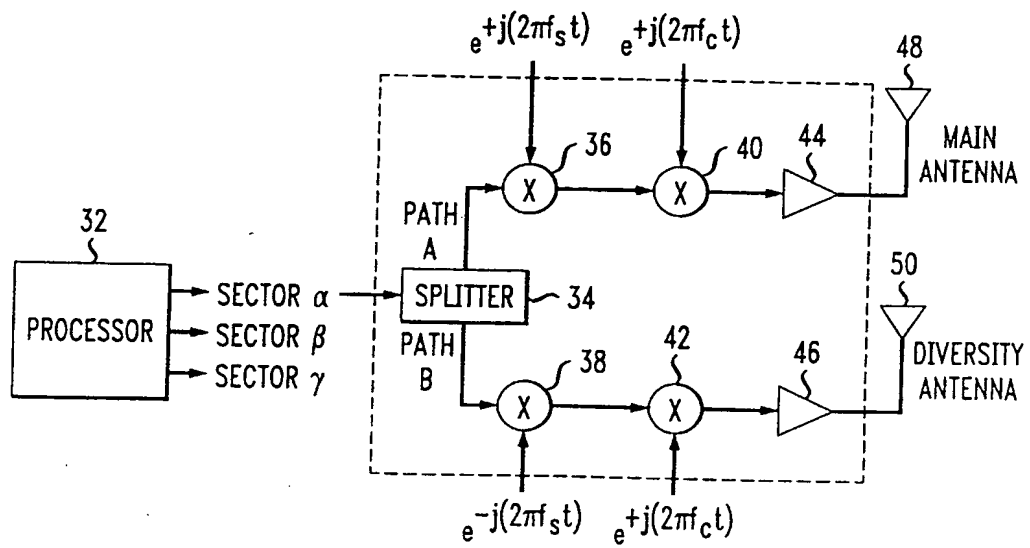 e+j(2πfst)
e+j(2πfct)
48
36
40
44
MAIN
ANTENNA
PATH
A
32
50
PROCESSOR
SECTOR α
SECTOR β
SECTOR γ
SPLITTER
34
PATH
B
38
42
46
DIVERSITY
ANTENNA
X
X
X
X
e-j(2πfst)
e+j(2πfct)